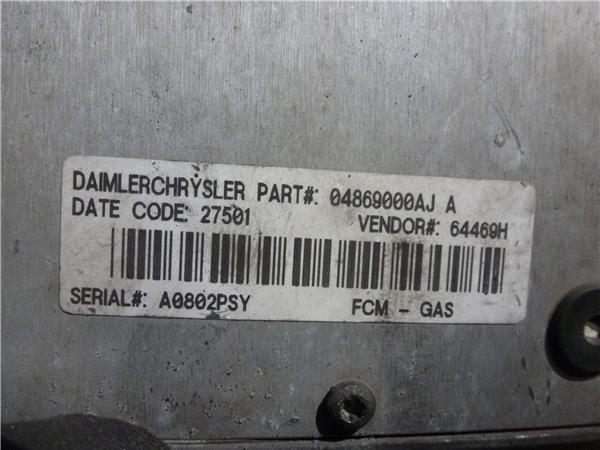 DAIMLERCHRYSLER PART#: 04869000AJ A
DATE CODE: 27501 VENDOR#: 64469H
SERIAL#: A0802PSY FCM - GAS